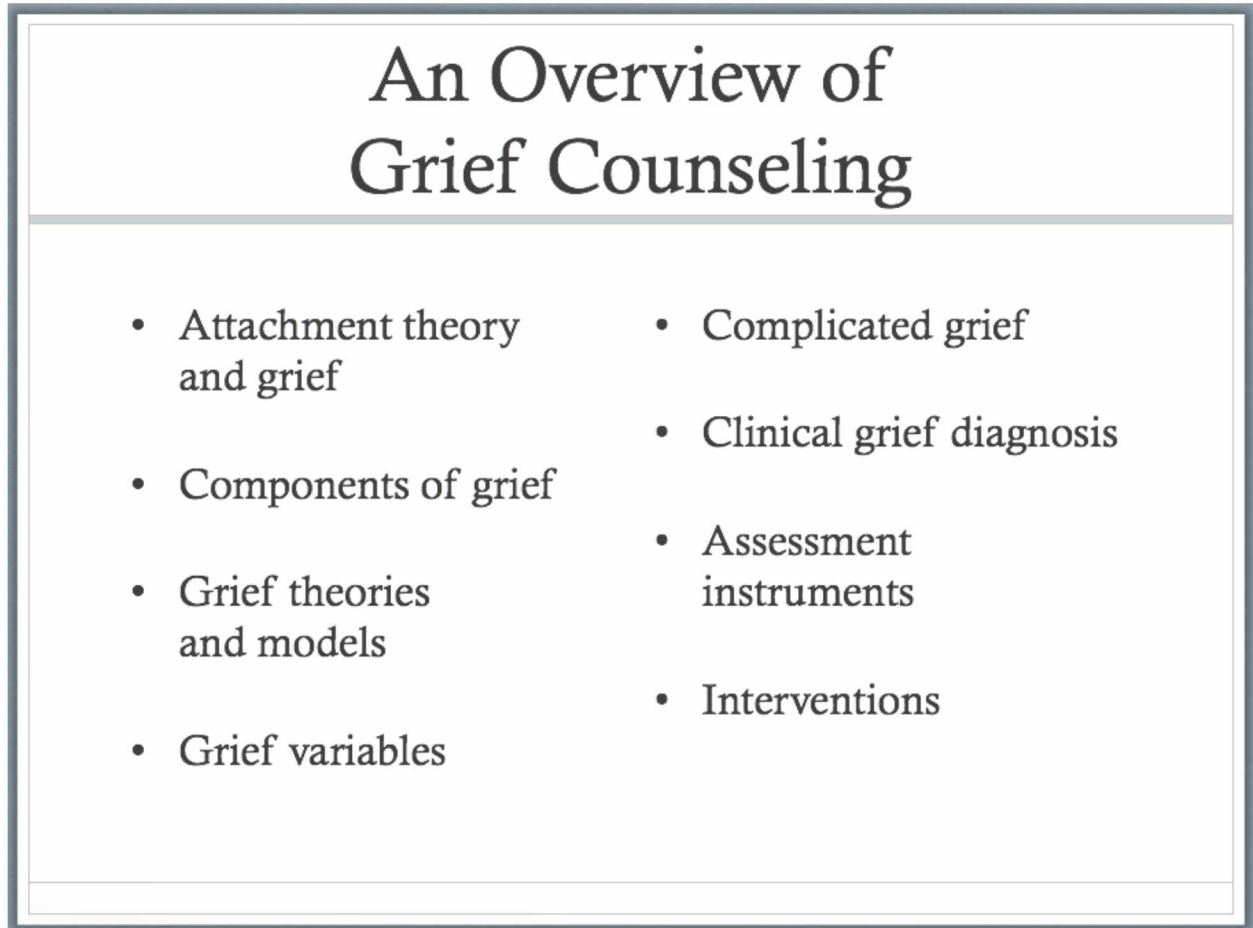 An Overview of
Grief Counseling
• Attachment theory
and grief
• Components of grief
• Grief theories
and models
• Grief variables
• Complicated grief
• Clinical grief diagnosis
• Assessment
instruments
• Interventions